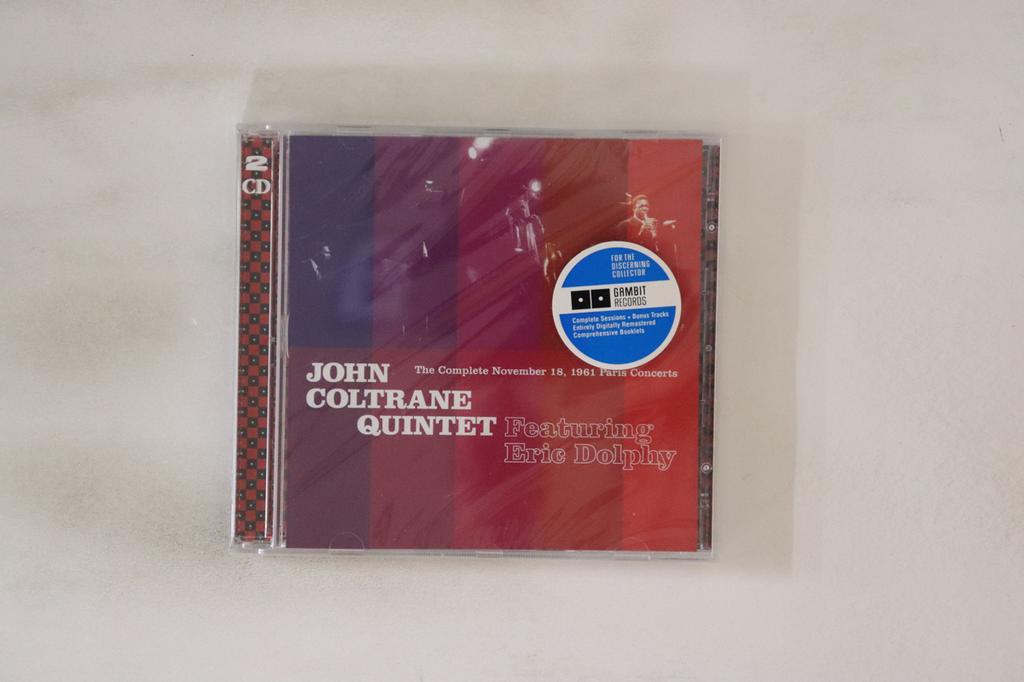 2
CD
FOR THE
DISCERNING
COLLECTOR
GAMBIT
RECORDS
Complete Sessions + Bonus Tracks
Entirely Digitally Remastered
Comprehensive Booklets
The Complete November 18, 1961 Paris Concerts
JOHN
COLTRANE
QUINTET
Featuring
Eric Dolphy